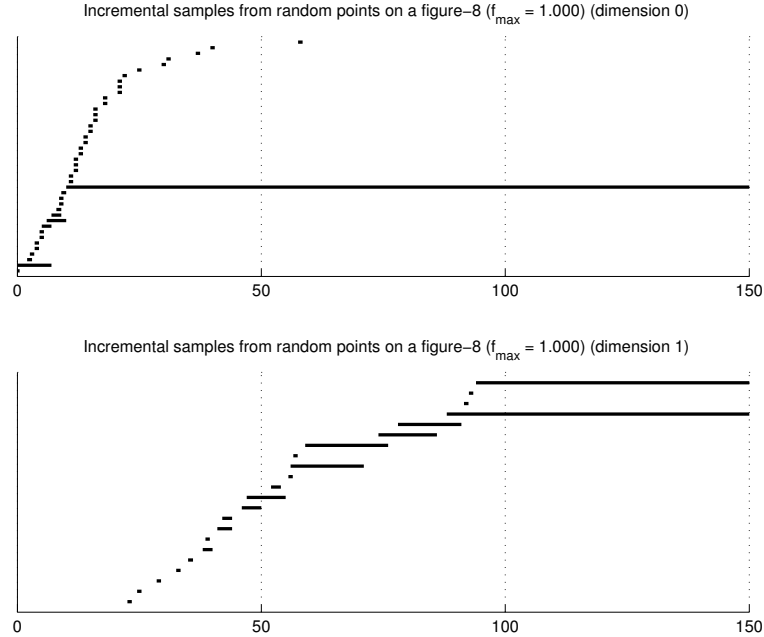 Incremental samples from random points on a figure−8 (f_max = 1.000) (dimension 0)
0 50 100 150
Incremental samples from random points on a figure−8 (f_max = 1.000) (dimension 1)
0 50 100 150